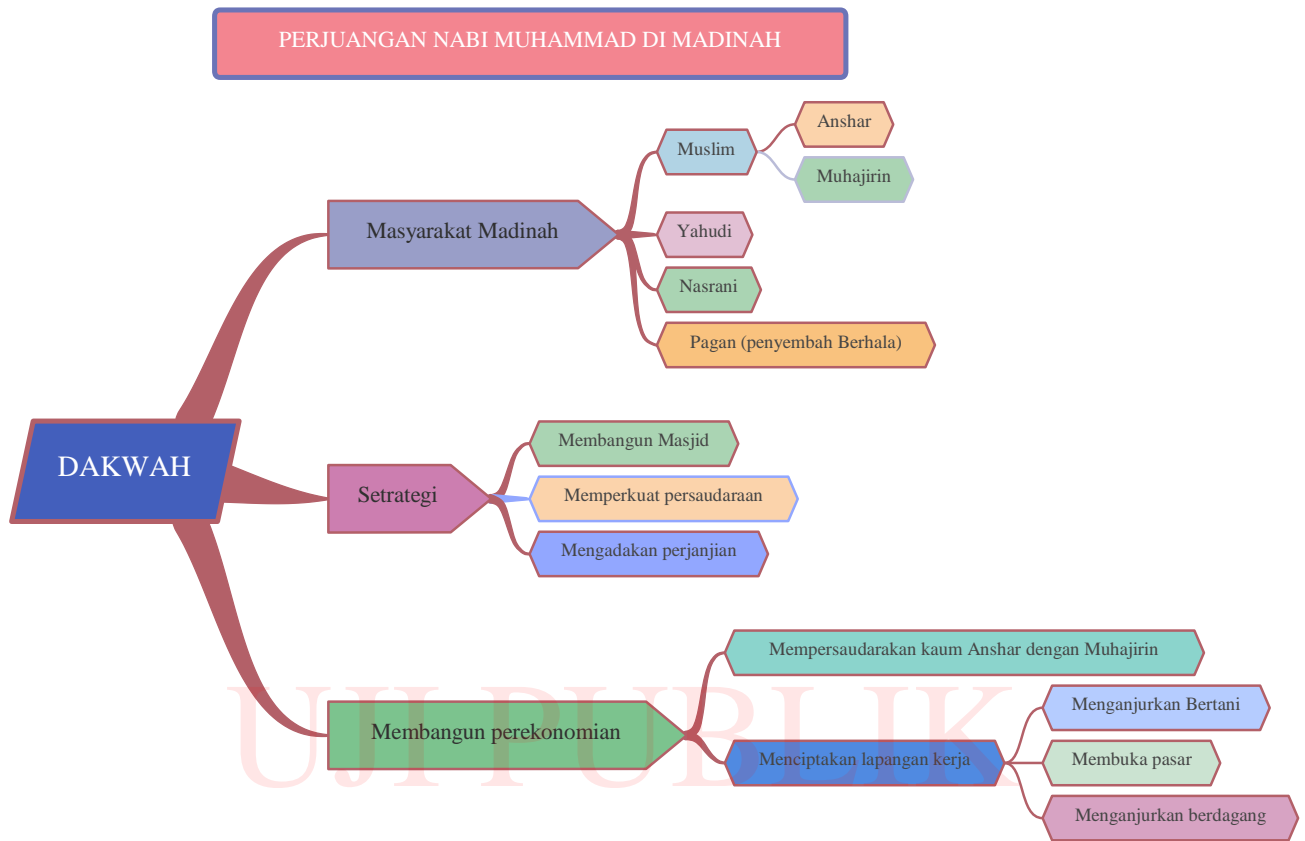 PERJUANGAN NABI MUHAMMAD DI MADINAH
DAKWAH
Masyarakat Madinah
Muslim
Anshar
Muhajirin
Yahudi
Nasrani
Pagan (penyembah Berhala)
Setrategi
Membangun Masjid
Memperkuat persaudaraan
Mengadakan perjanjian
Membangun perekonomian
Mempersaudarakan kaum Anshar dengan Muhajirin
Menciptakan lapangan kerja
Menganjurkan Bertani
Membuka pasar
Menganjurkan berdagang
UJI PUBLIK